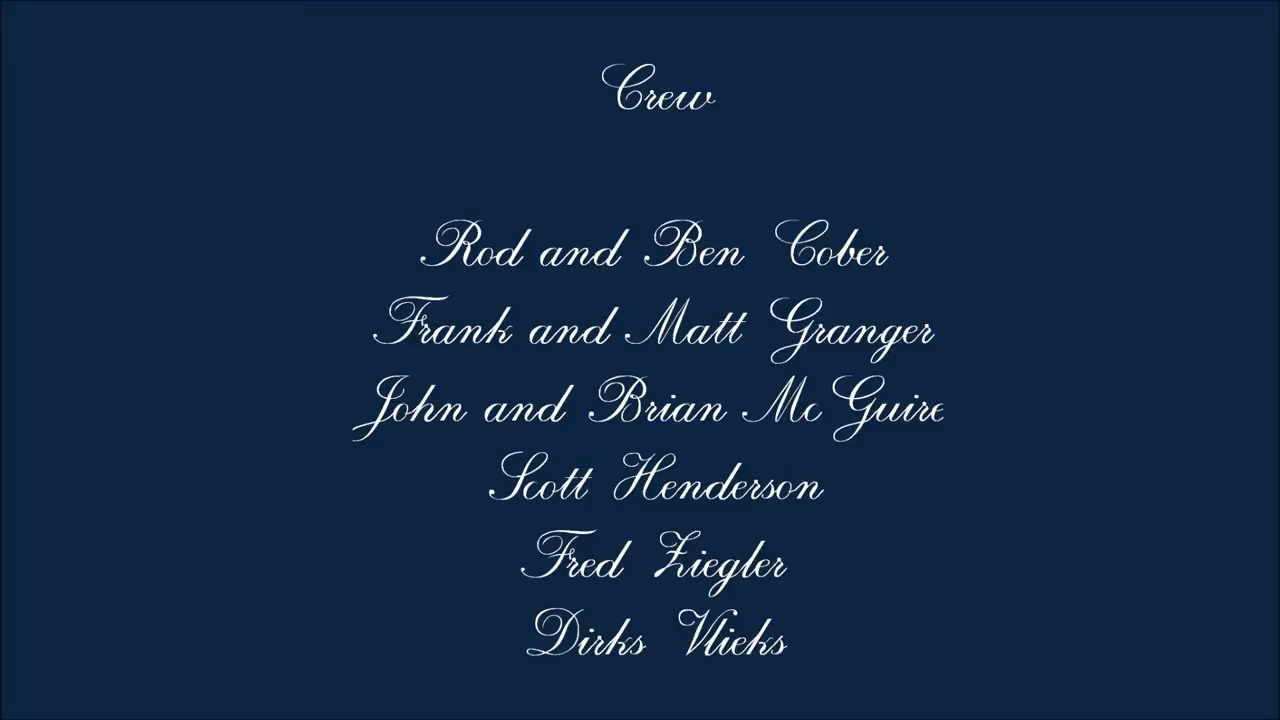 Crew
Rod and Ben Cober
Frank and Matt Granger
John and Brian McGuire
Scott Henderson
Fred Ziegler
Dirks Vlieks